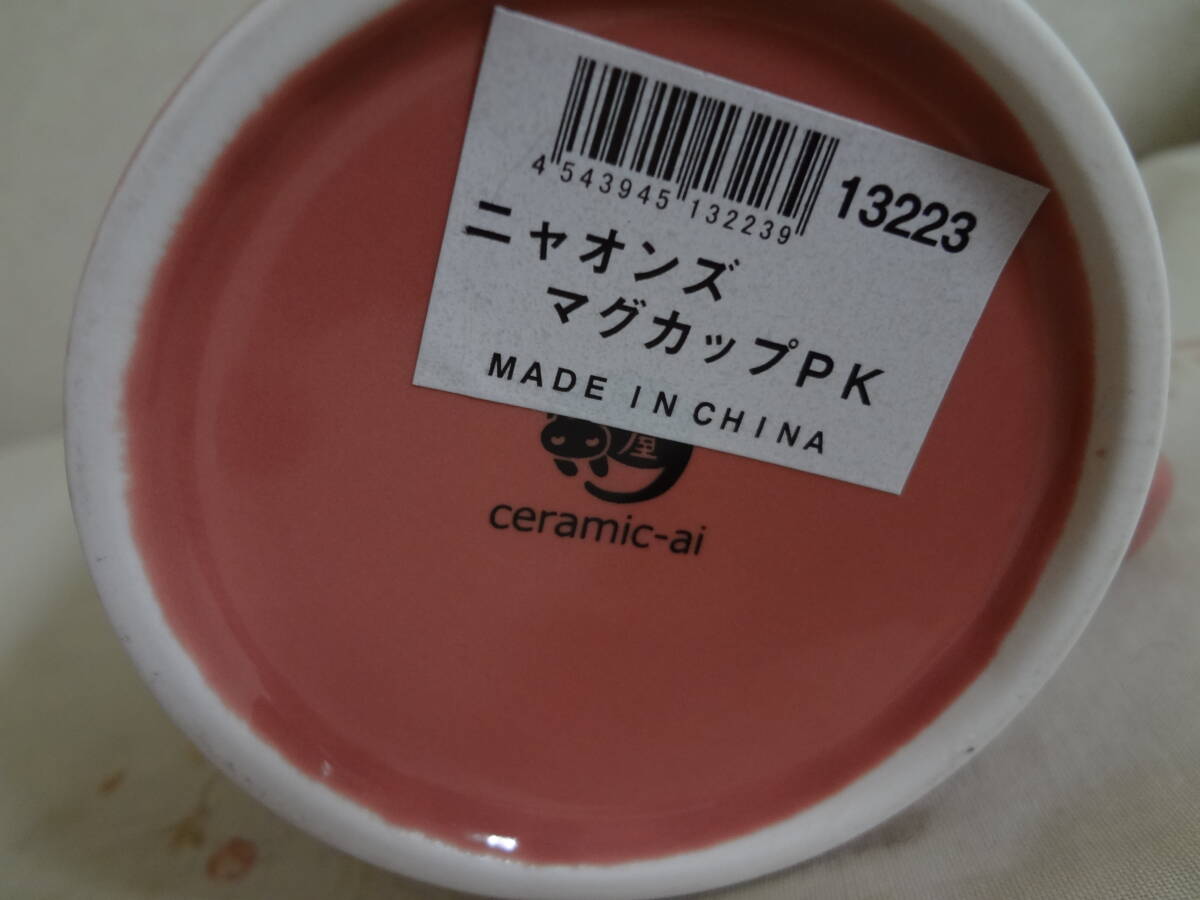 4 543945 132239
13223
ニャオンズ
マグカップPK
MADE IN CHINA
屋
ceramic-ai